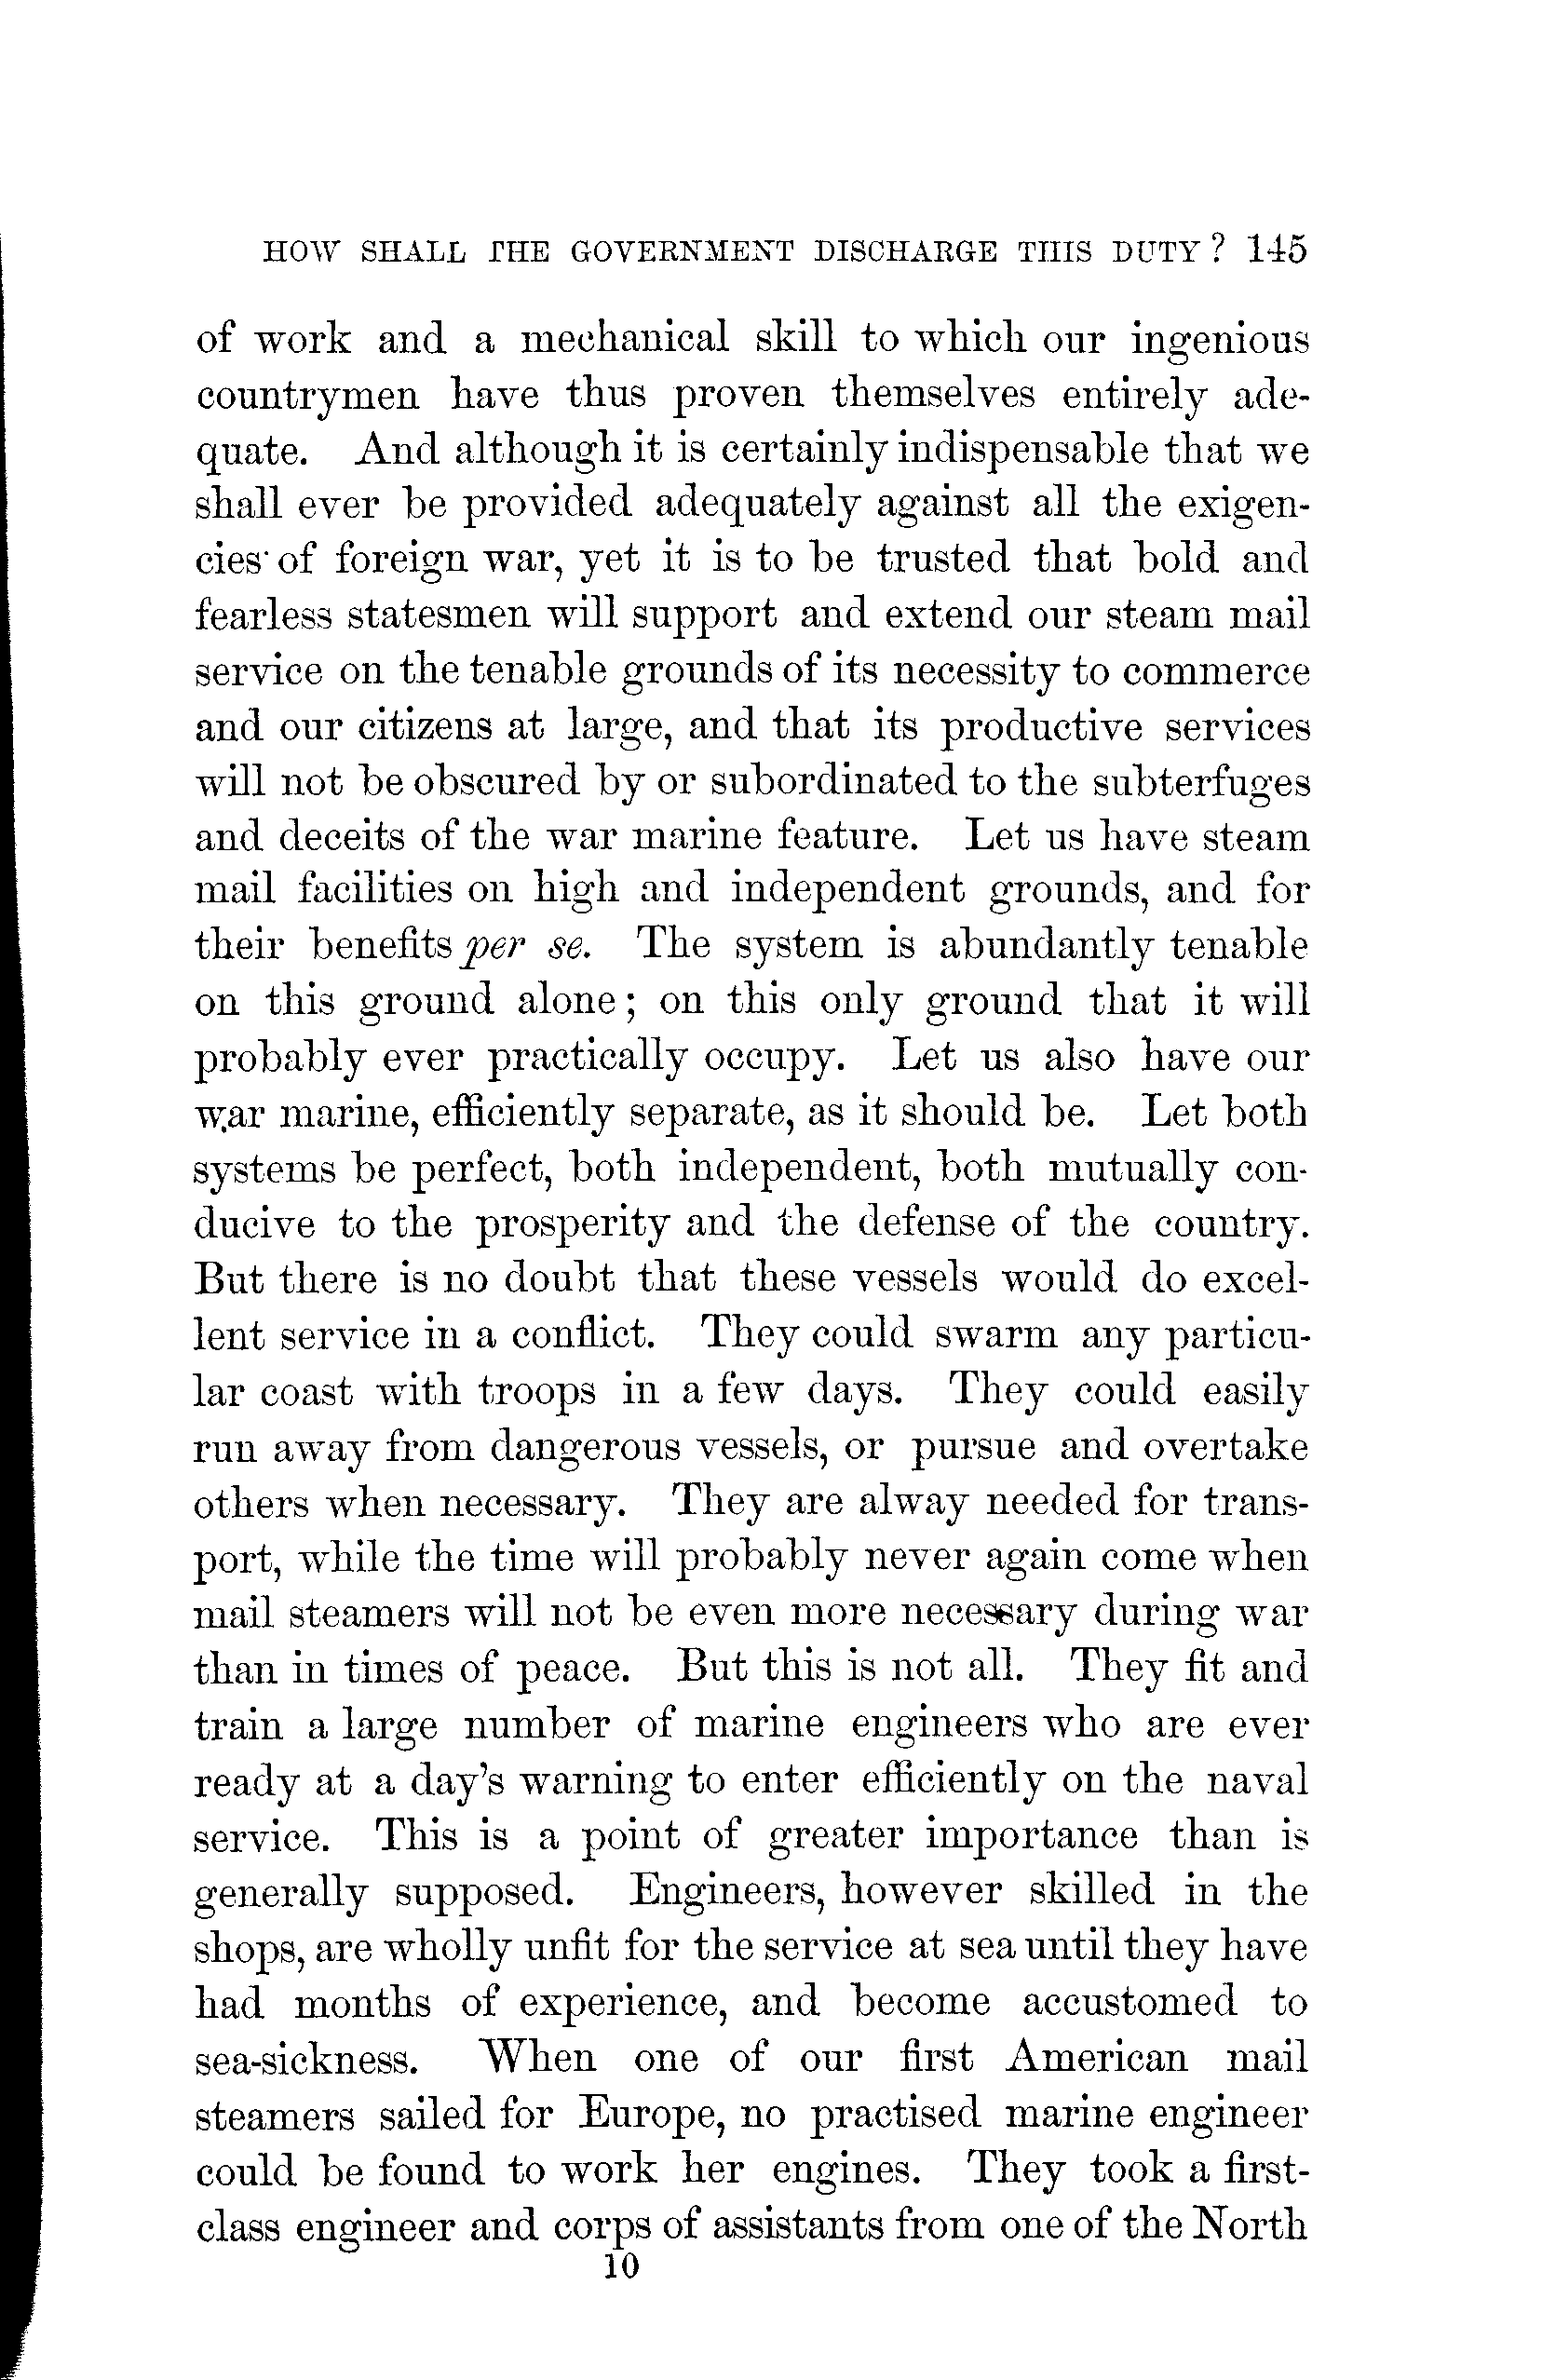 HOW SHALL THE GOVERNMENT DISCHARGE THIS DUTY? 145
of work and a mechanical skill to which our ingenious
countrymen have thus proven themselves entirely ade-
quate. And although it is certainly indispensable that we
shall ever be provided adequately against all the exigen-
cies of foreign war, yet it is to be trusted that bold and
fearless statesmen will support and extend our steam mail
service on the tenable grounds of its necessity to commerce
and our citizens at large, and that its productive services
will not be obscured by or subordinated to the subterfuges
and deceits of the war marine feature. Let us have steam
mail facilities on high and independent grounds, and for
their benefits per se. The system is abundantly tenable
on this ground alone; on this only ground that it will
probably ever practically occupy. Let us also have our
war marine, efficiently separate, as it should be. Let both
systems be perfect, both independent, both mutually con-
ducive to the prosperity and the defense of the country.
But there is no doubt that these vessels would do excel-
lent service in a conflict. They could swarm any particu-
lar coast with troops in a few days. They could easily
run away from dangerous vessels, or pursue and overtake
others when necessary. They are alway needed for trans-
port, while the time will probably never again come when
mail steamers will not be even more necessary during war
than in times of peace. But this is not all. They fit and
train a large number of marine engineers who are ever
ready at a day's warning to enter efficiently on the naval
service. This is a point of greater importance than is
generally supposed. Engineers, however skilled in the
shops, are wholly unfit for the service at sea until they have
had months of experience, and become accustomed to
sea-sickness. When one of our first American mail
steamers sailed for Europe, no practised marine engineer
could be found to work her engines. They took a first-
class engineer and corps of assistants from one of the North
10